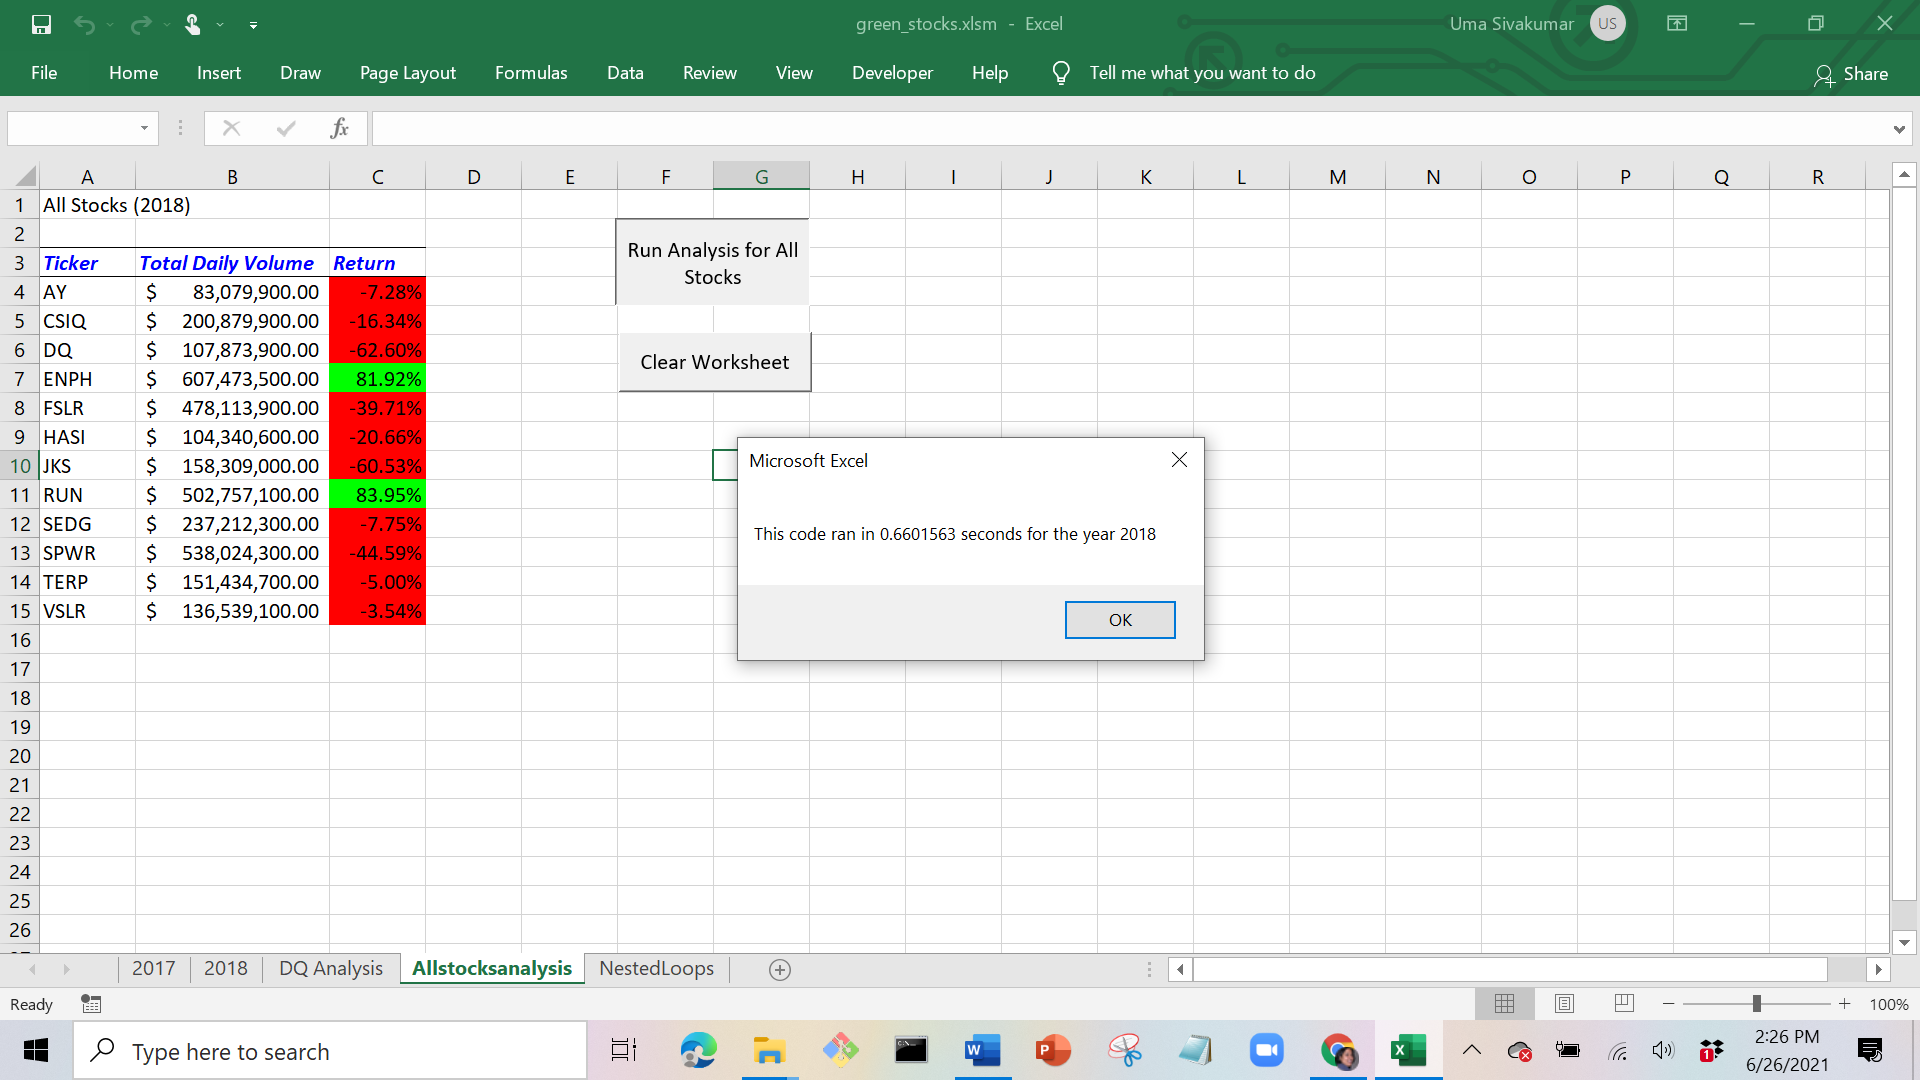 green_stocks.xlsm - Excel
Uma Sivakumar US
File Home Insert Draw Page Layout Formulas Data Review View Developer Help Tell me what you want to do Share
fx
A B C D E F G H I J K L M N O P Q R
1 All Stocks (2018)
2
3 Ticker Total Daily Volume Return
4 AY $ 83,079,900.00 -7.28%
5 CSIQ $ 200,879,900.00 -16.34%
6 DQ $ 107,873,900.00 -62.60%
7 ENPH $ 607,473,500.00 81.92%
8 FSLR $ 478,113,900.00 -39.71%
9 HASI $ 104,340,600.00 -20.66%
10 JKS $ 158,309,000.00 -60.53%
11 RUN $ 502,757,100.00 83.95%
12 SEDG $ 237,212,300.00 -7.75%
13 SPWR $ 538,024,300.00 -44.59%
14 TERP $ 151,434,700.00 -5.00%
15 VSLR $ 136,539,100.00 -3.54%
16
17
18
19
20
21
22
23
24
25
26
Run Analysis for All
Stocks
Clear Worksheet
Microsoft Excel
This code ran in 0.6601563 seconds for the year 2018
OK
2017 2018 DQ Analysis Allstocksanalysis NestedLoops
Ready 100%
Type here to search
2:26 PM
6/26/2021